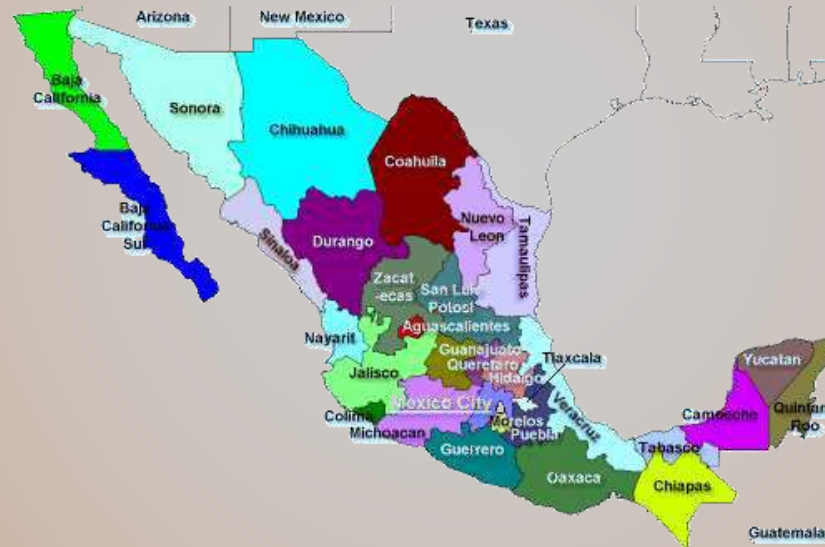 Arizona
New Mexico
Texas
Baja
California
Sonora
Chihuahua
Coahuila
Baja
California
Sur
Sinaloa
Durango
Nuevo
Leon
Tamaulipas
Zacat
-ecas
San Luis
Potosi
Aguascalientes
Nayarit
Guanajuato
Queretaro
Hidalgo
Tlaxcala
Jalisco
Yucatan
Colima
Mexico City
Michoacan
Morelos
Puebla
Veracruz
Campeche
Quintan
Roo
Guerrero
Tabasco
Oaxaca
Chiapas
Guatemala